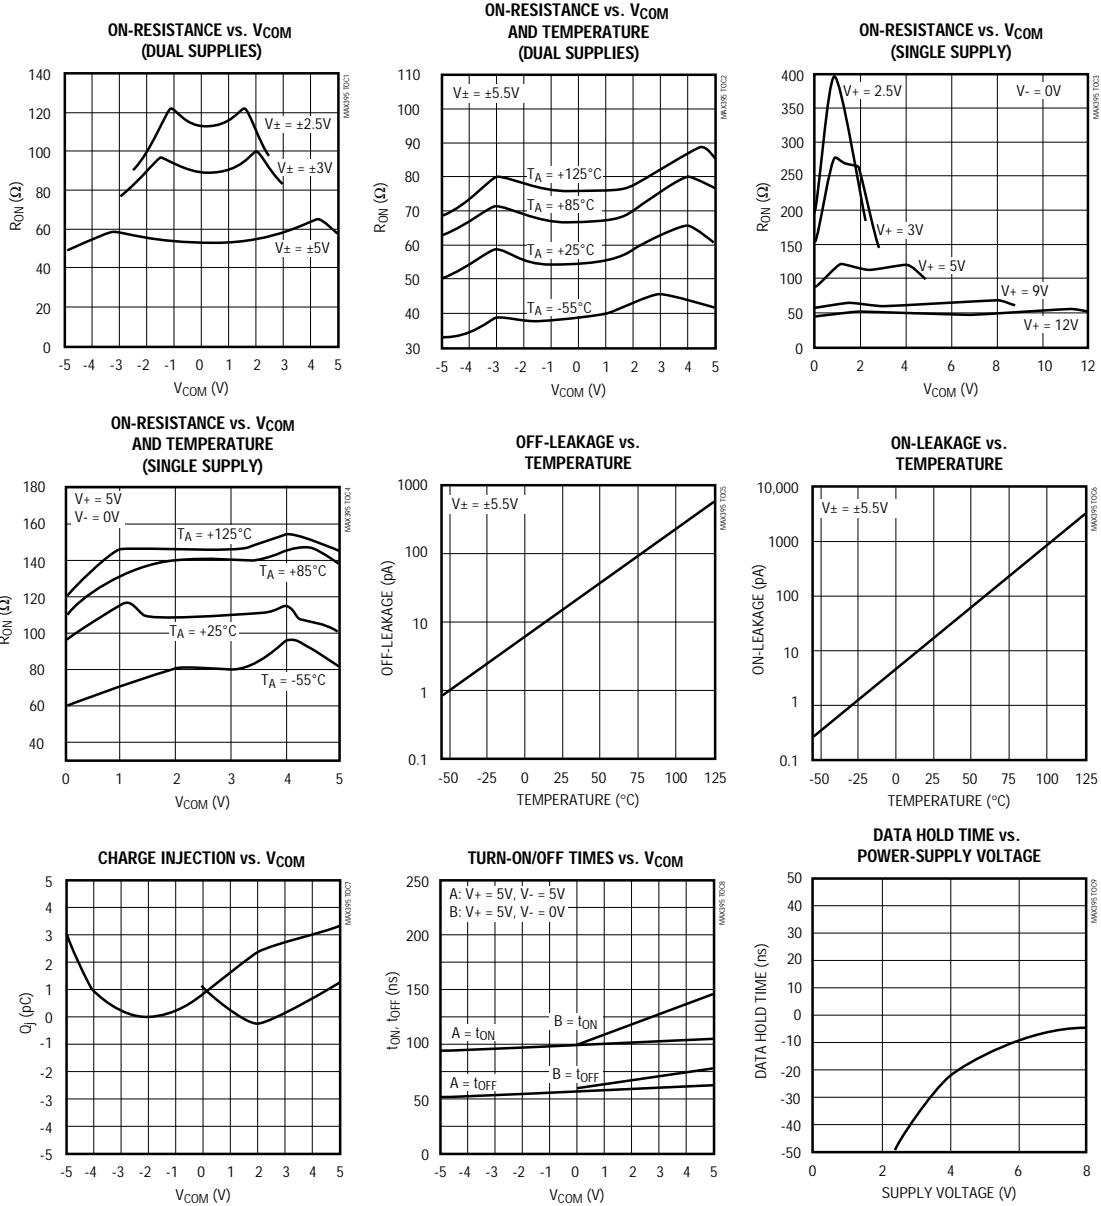 ON-RESISTANCE vs. VCOM
(DUAL SUPPLIES)
MAX395 TOC1
140
120
100
80
60
40
20
0
RON (Ω)
V± = ±2.5V
V± = ±3V
V± = ±5V
-5 -4 -3 -2 -1 0 1 2 3 4 5
VCOM (V)
ON-RESISTANCE vs. VCOM
AND TEMPERATURE
(DUAL SUPPLIES)
MAX395 TOC2
110
100
90
80
70
60
50
40
30
RON (Ω)
V± = ±5.5V
TA = +125°C
TA = +85°C
TA = +25°C
TA = -55°C
-5 -4 -3 -2 -1 0 1 2 3 4 5
VCOM (V)
ON-RESISTANCE vs. VCOM
(SINGLE SUPPLY)
MAX395 TOC3
400
350
300
250
200
150
100
50
0
RON (Ω)
V+ = 2.5V
V- = 0V
V+ = 3V
V+ = 5V
V+ = 9V
V+ = 12V
0 2 4 6 8 10 12
VCOM (V)
ON-RESISTANCE vs. VCOM
AND TEMPERATURE
(SINGLE SUPPLY)
MAX395 TOC4
180
160
140
120
100
80
60
40
RON (Ω)
V+ = 5V
V- = 0V
TA = +125°C
TA = +85°C
TA = +25°C
TA = -55°C
0 1 2 3 4 5
VCOM (V)
OFF-LEAKAGE vs.
TEMPERATURE
MAX395 TOC5
1000
100
10
1
0.1
OFF-LEAKAGE (pA)
V± = ±5.5V
-50 -25 0 25 50 75 100 125
TEMPERATURE (°C)
ON-LEAKAGE vs.
TEMPERATURE
MAX395 TOC6
10,000
1000
100
10
1
0.1
ON-LEAKAGE (pA)
V± = ±5.5V
-50 -25 0 25 50 75 100 125
TEMPERATURE (°C)
CHARGE INJECTION vs. VCOM
MAX395 TOC7
5
4
3
2
1
0
-1
-2
-3
-4
-5
Qj (pC)
-5 -4 -3 -2 -1 0 1 2 3 4 5
VCOM (V)
TURN-ON/OFF TIMES vs. VCOM
MAX395 TOC8
250
200
150
100
50
0
tON, tOFF (ns)
A: V+ = 5V, V- = 5V
B: V+ = 5V, V- = 0V
B = tON
A = tON
B = tOFF
A = tOFF
-5 -4 -3 -2 -1 0 1 2 3 4 5
VCOM (V)
DATA HOLD TIME vs.
POWER-SUPPLY VOLTAGE
MAX395 TOC9
50
40
30
20
10
0
-10
-20
-30
-40
-50
DATA HOLD TIME (ns)
0 2 4 6 8
SUPPLY VOLTAGE (V)